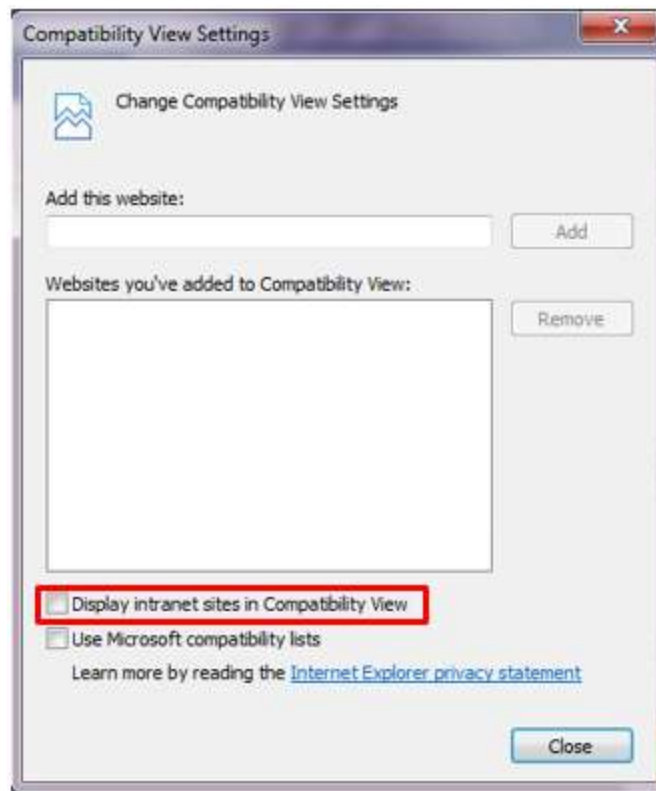 Compatibility View Settings
Change Compatibility View Settings
Add this website:
Add
Websites you've added to Compatibility View:
Remove
Display intranet sites in Compatibility View
Use Microsoft compatibility lists
Learn more by reading the Internet Explorer privacy statement
Close